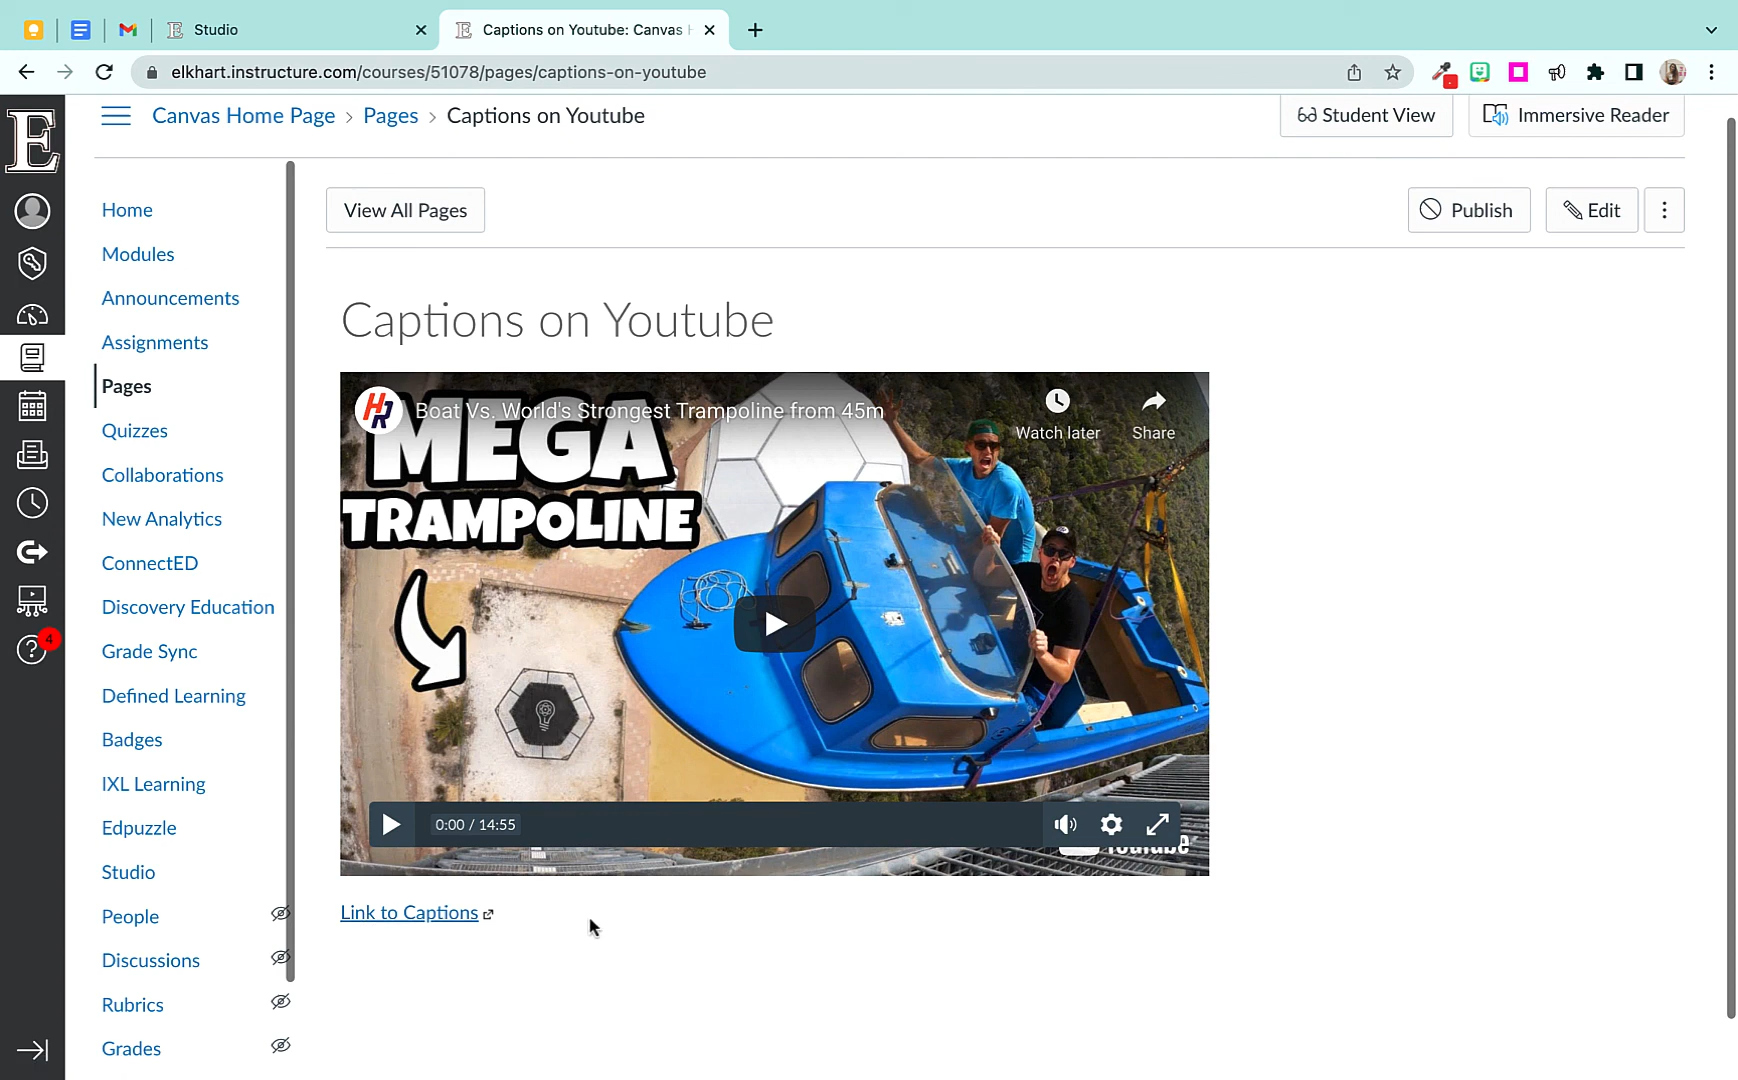 Studio
Captions on Youtube: Canvas H
elkhart.instructure.com/courses/51078/pages/captions-on-youtube
E
Canvas Home Page > Pages > Captions on Youtube
Student View
Immersive Reader
Home
Modules
Announcements
Assignments
Pages
Quizzes
Collaborations
New Analytics
ConnectED
Discovery Education
Grade Sync
Defined Learning
Badges
IXL Learning
Edpuzzle
Studio
People
Discussions
Rubrics
Grades
4
View All Pages
Publish
Edit
Captions on Youtube
HR
Boat Vs. World's Strongest Trampoline from 45m
Watch later
Share
MEGA
TRAMPOLINE
0:00 / 14:55
YouTube
Link to Captions